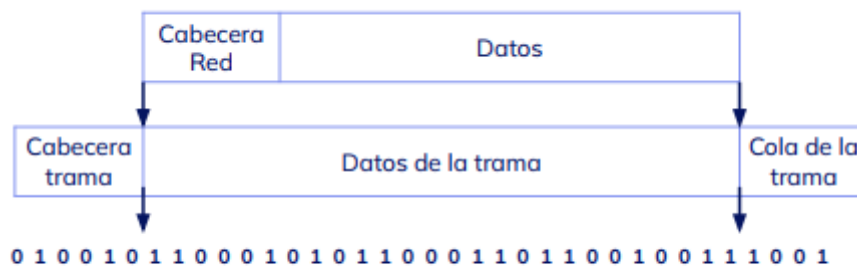 Cabecera
Red
Datos
Cabecera
trama
Datos de la trama
Cola de la
trama
0 1 0 0 1 0 1 1 0 0 0 1 0 1 0 1 1 0 0 0 1 1 0 1 1 0 0 1 0 0 1 1 1 1 0 0 1